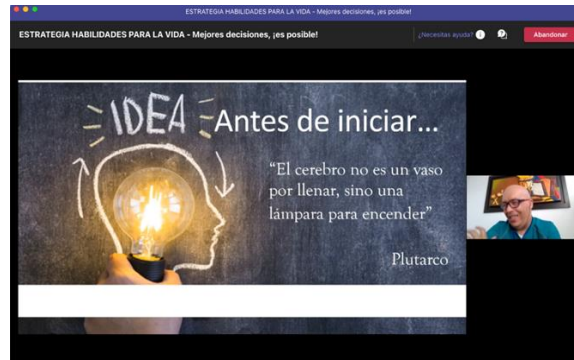 ESTRATEGIA HABILIDADES PARA LA VIDA - Mejores decisiones, ¡es posible!
ESTRATEGIA HABILIDADES PARA LA VIDA - Mejores decisiones, ¡es posible!
¿Necesitas ayuda?
Abandonar
IDEA
Antes de iniciar...
“El cerebro no es un vaso
por llenar, sino una
lámpara para encender”
Plutarco